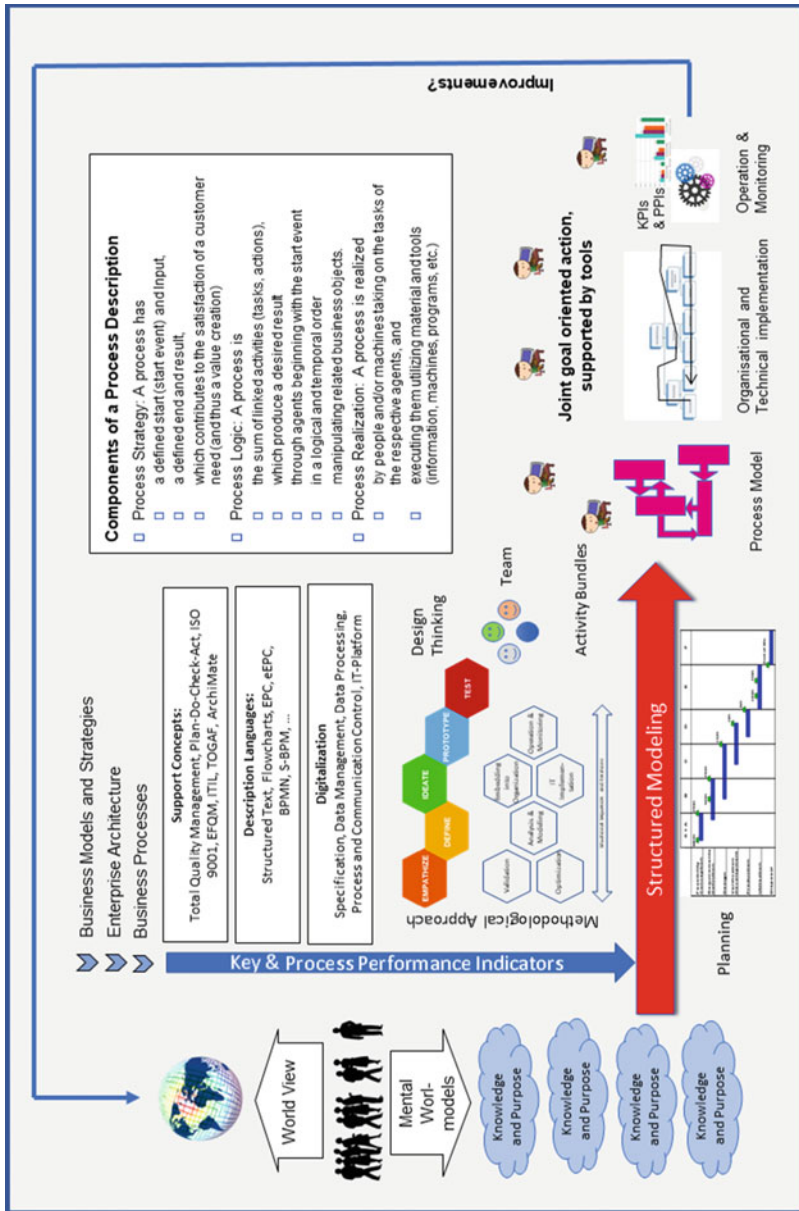 Business Models and Strategies
Enterprise Architecture
Business Processes
Support Concepts:
Total Quality Management, Plan-Do-Check-Act, ISO
9001, EFQM, ITIL, TOGAF, ArchiMate
Description Languages:
Structured Text, Flowcharts, EPC, eEPC,
BPMN, S-BPM, ...
Digitalization
Specification, Data Management, Data Processing,
Process and Communication Control, IT-Platform
Components of a Process Description
Process Strategy: A process has
a defined start (start event) and Input,
a defined end and result,
which contributes to the satisfaction of a customer
need (and thus a value creation)
Process Logic: A process is
the sum of linked activities (tasks, actions),
which produce a desired result
through agents beginning with the start event
in a logical and temporal order
manipulating related business objects.
Process Realization: A process is realized
by people and/or machines taking on the tasks of
the respective agents, and
executing them utilizing material and tools
(information, machines, programs, etc.)
Improvements?
World View
Mental
Worl-
models
Knowledge
and Purpose
Knowledge
and Purpose
Knowledge
and Purpose
Knowledge
and Purpose
Key & Process Performance Indicators
Methodological Approach
EMPATHIZE
DEFINE
IDEATE
PROTOTYPE
TEST
Design
Thinking
Validation
Optimization
Analysis &
Modeling
Embedding
into
Organization
IT
Implemen-
tation
Operation &
Monitoring
Team
Activity Bundles
Joint goal oriented action,
supported by tools
KPIs
& PPIs
Structured Modeling
Planning
Process Model
Organisational and
Technical implementation
Operation &
Monitoring